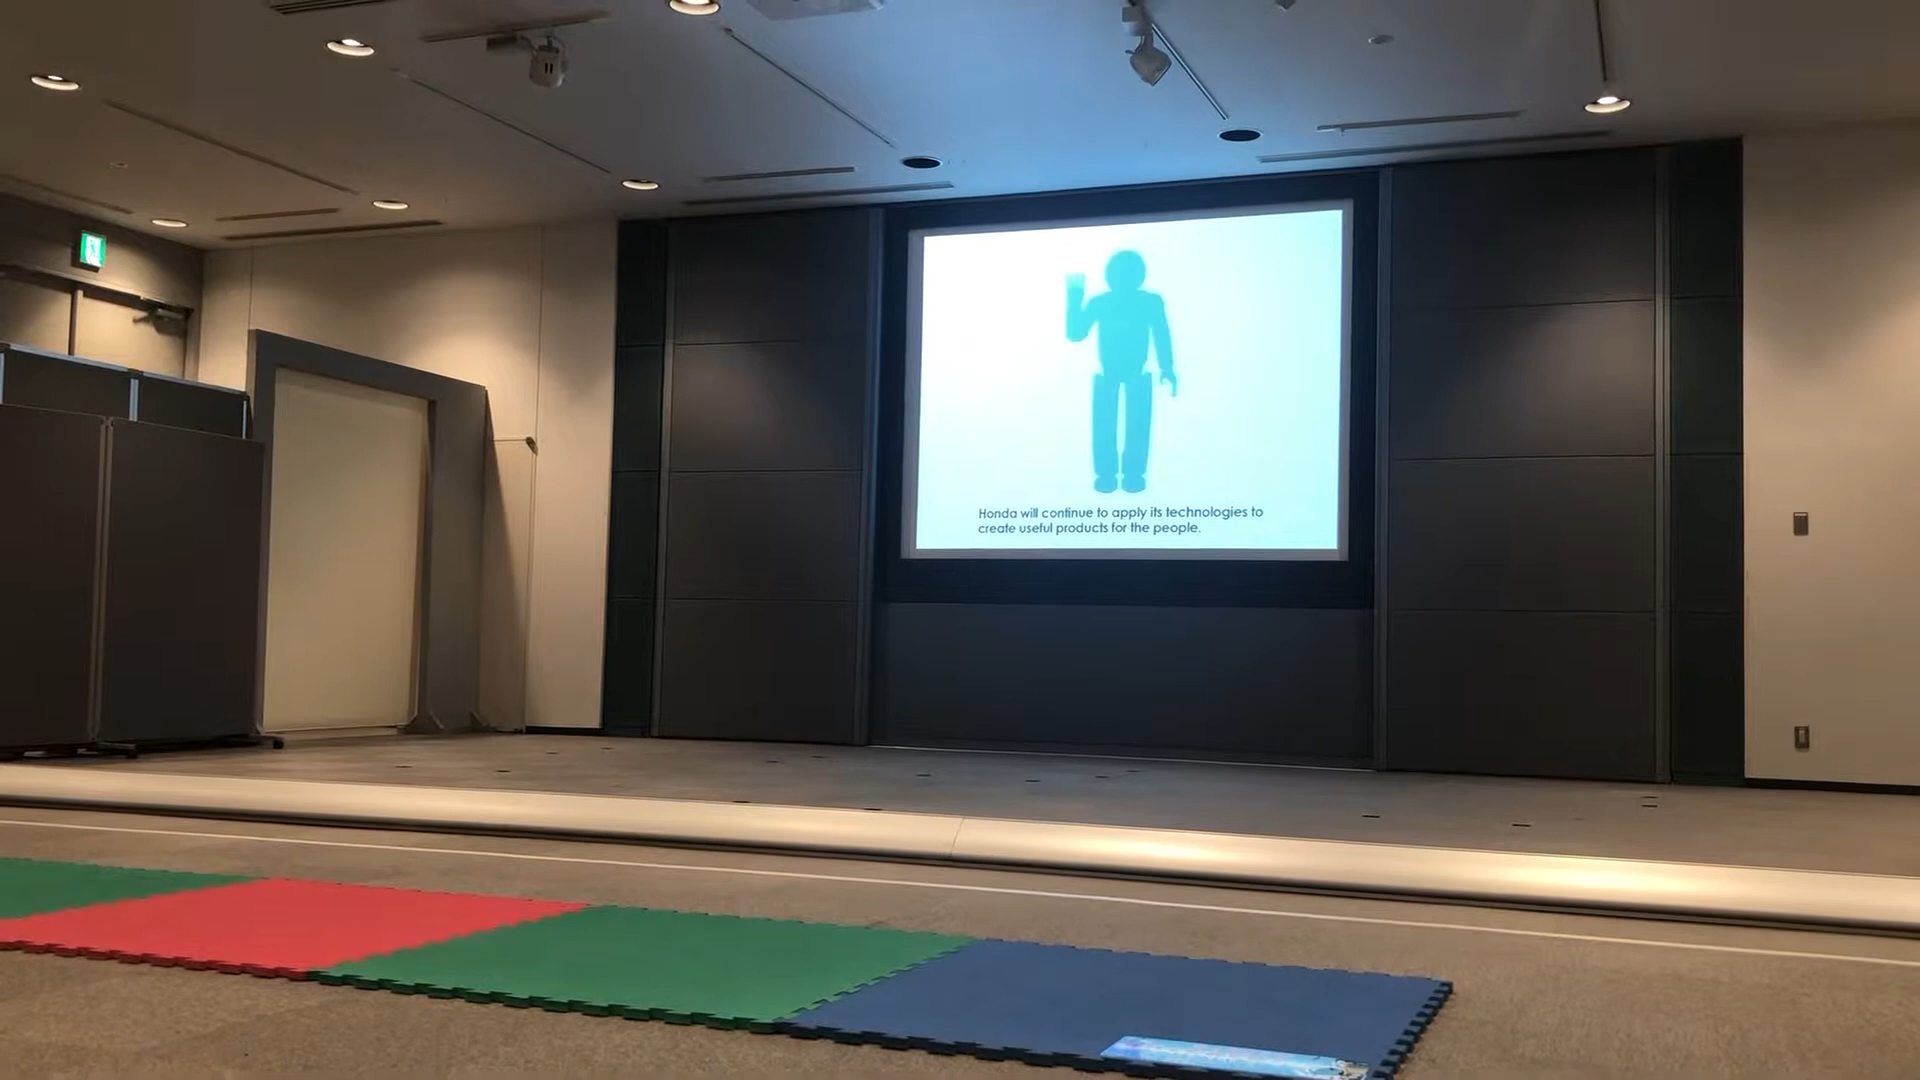 Honda will continue to apply its technologies to
create useful products for the people.